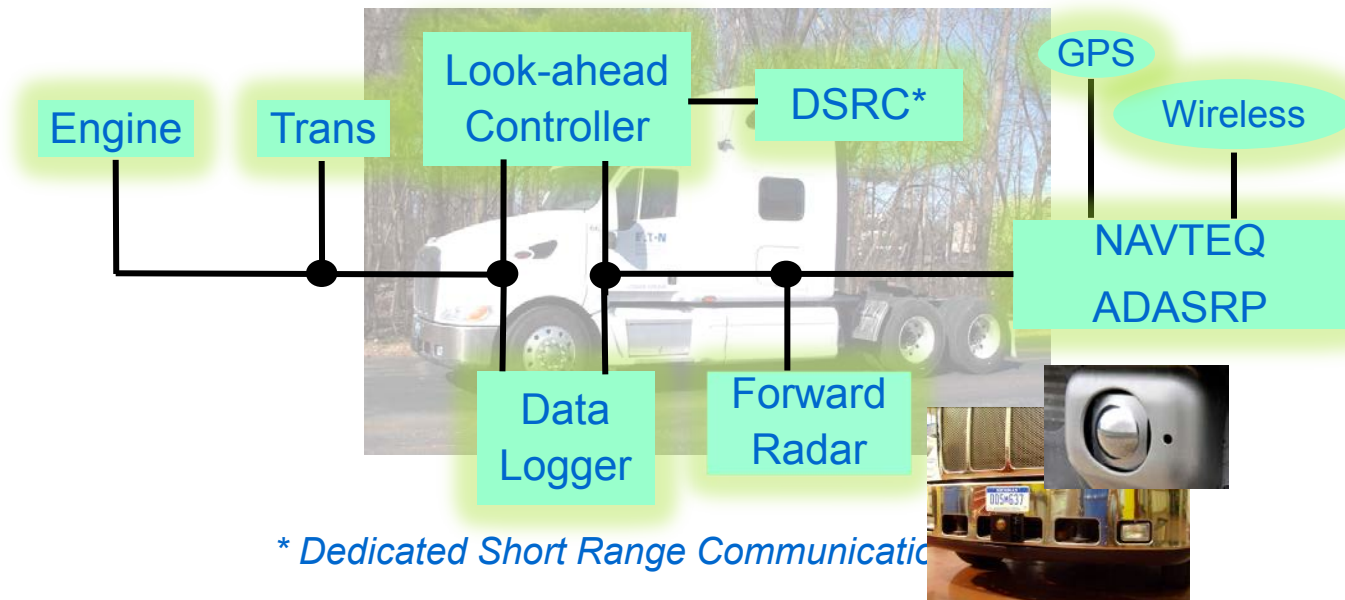 GPS
Look-ahead
Controller
DSRC*
Wireless
Engine
Trans
NAVTEQ
ADASRP
Data
Logger
Forward
Radar
* Dedicated Short Range Communicatio